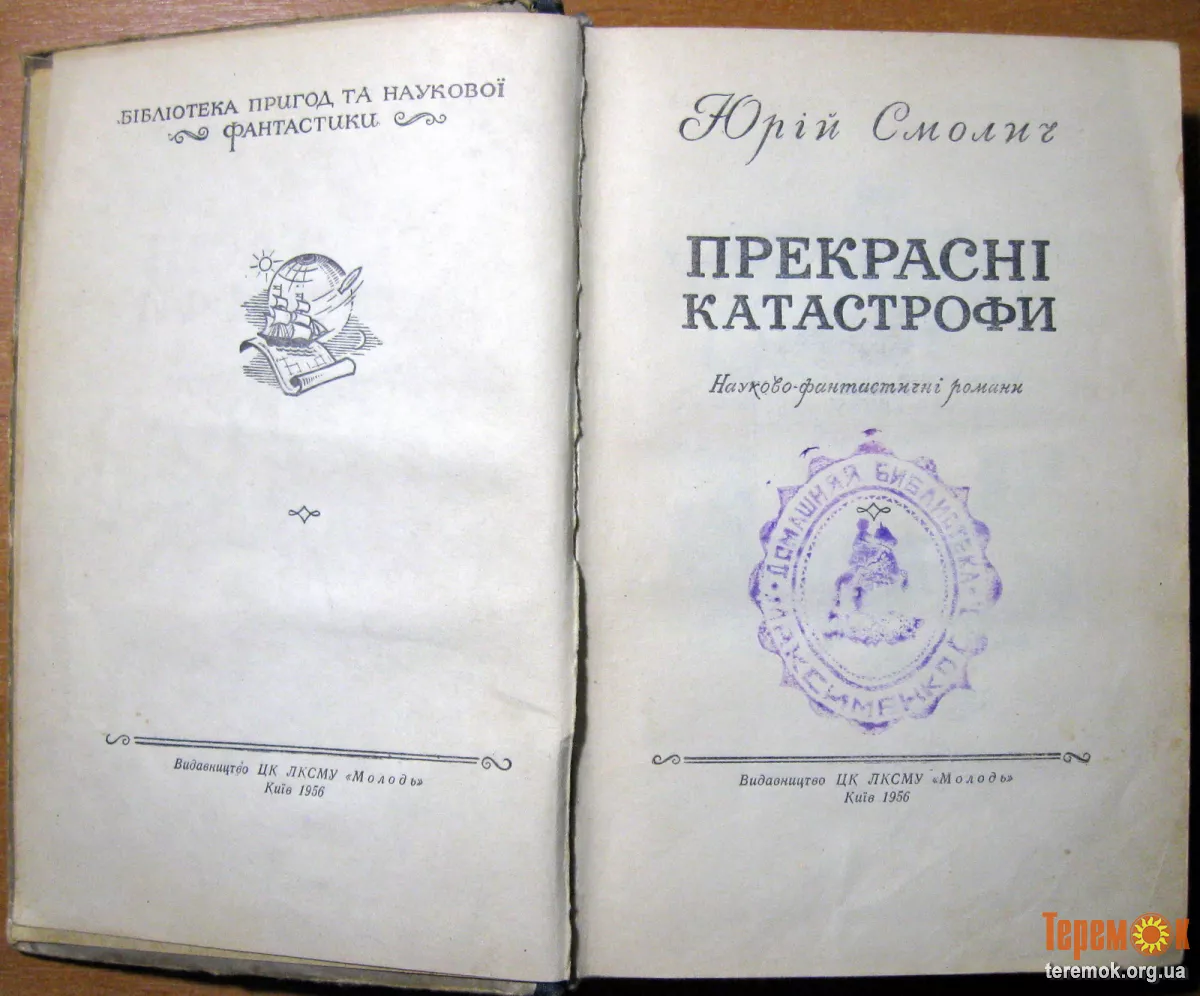 БІБЛІОТЕКА ПРИГОД ТА НАУКОВОЇ
ФАНТАСТИКИ
Видавництво ЦК ЛКСМУ «Молодь»
Київ 1956
Юрій Смолич
ПРЕКРАСНІ
КАТАСТРОФИ
Науково-фантастичні романи
ДОМАШНЯЯ БИБЛИОТЕКА
Видавництво ЦК ЛКСМУ «Молодь»
Київ 1956
Теремок
teremok.org.ua